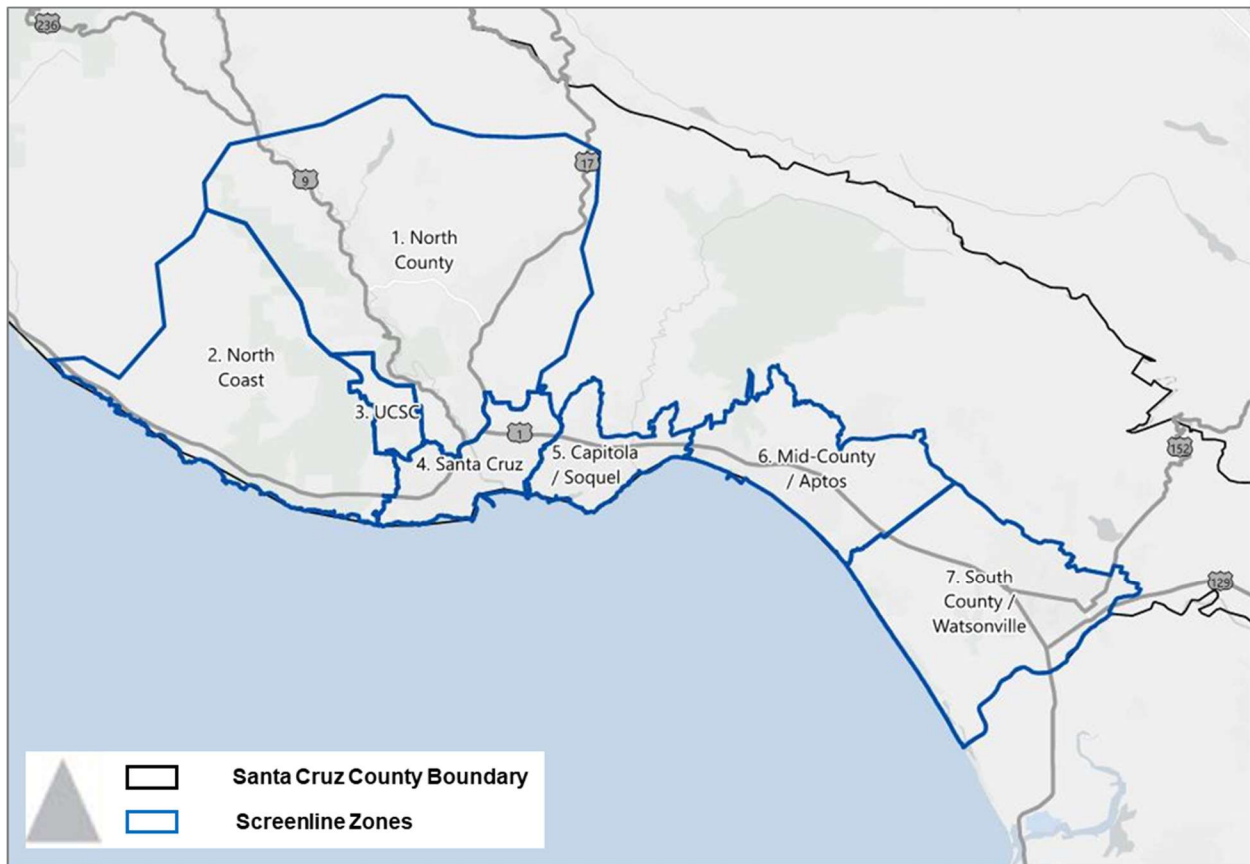 236
17
9
1. North
County
2. North
Coast
3. UCSC
1
4. Santa Cruz
5. Capitola
/ Soquel
6. Mid-County
/ Aptos
152
7. South
County /
Watsonville
129
Santa Cruz County Boundary
Screenline Zones